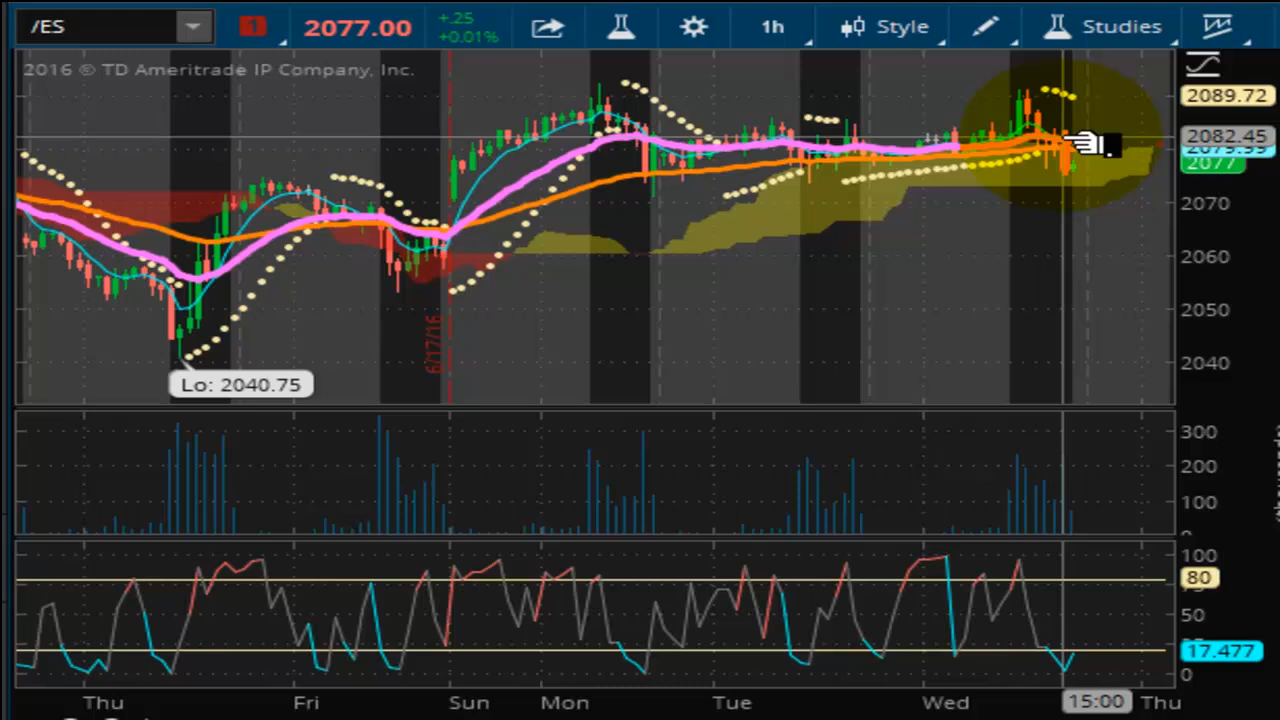 /ES
1
2077.00
+.25
+0.01%
1h
Style
Studies
2016 © TD Ameritrade IP Company, Inc.
2089.72
2082.45
2077
2070
2060
2050
2040
6/17/16
Lo: 2040.75
300
200
100
0
100
80
50
17.477
0
Thu
Fri
Sun
Mon
Tue
Wed
15:00
Thu